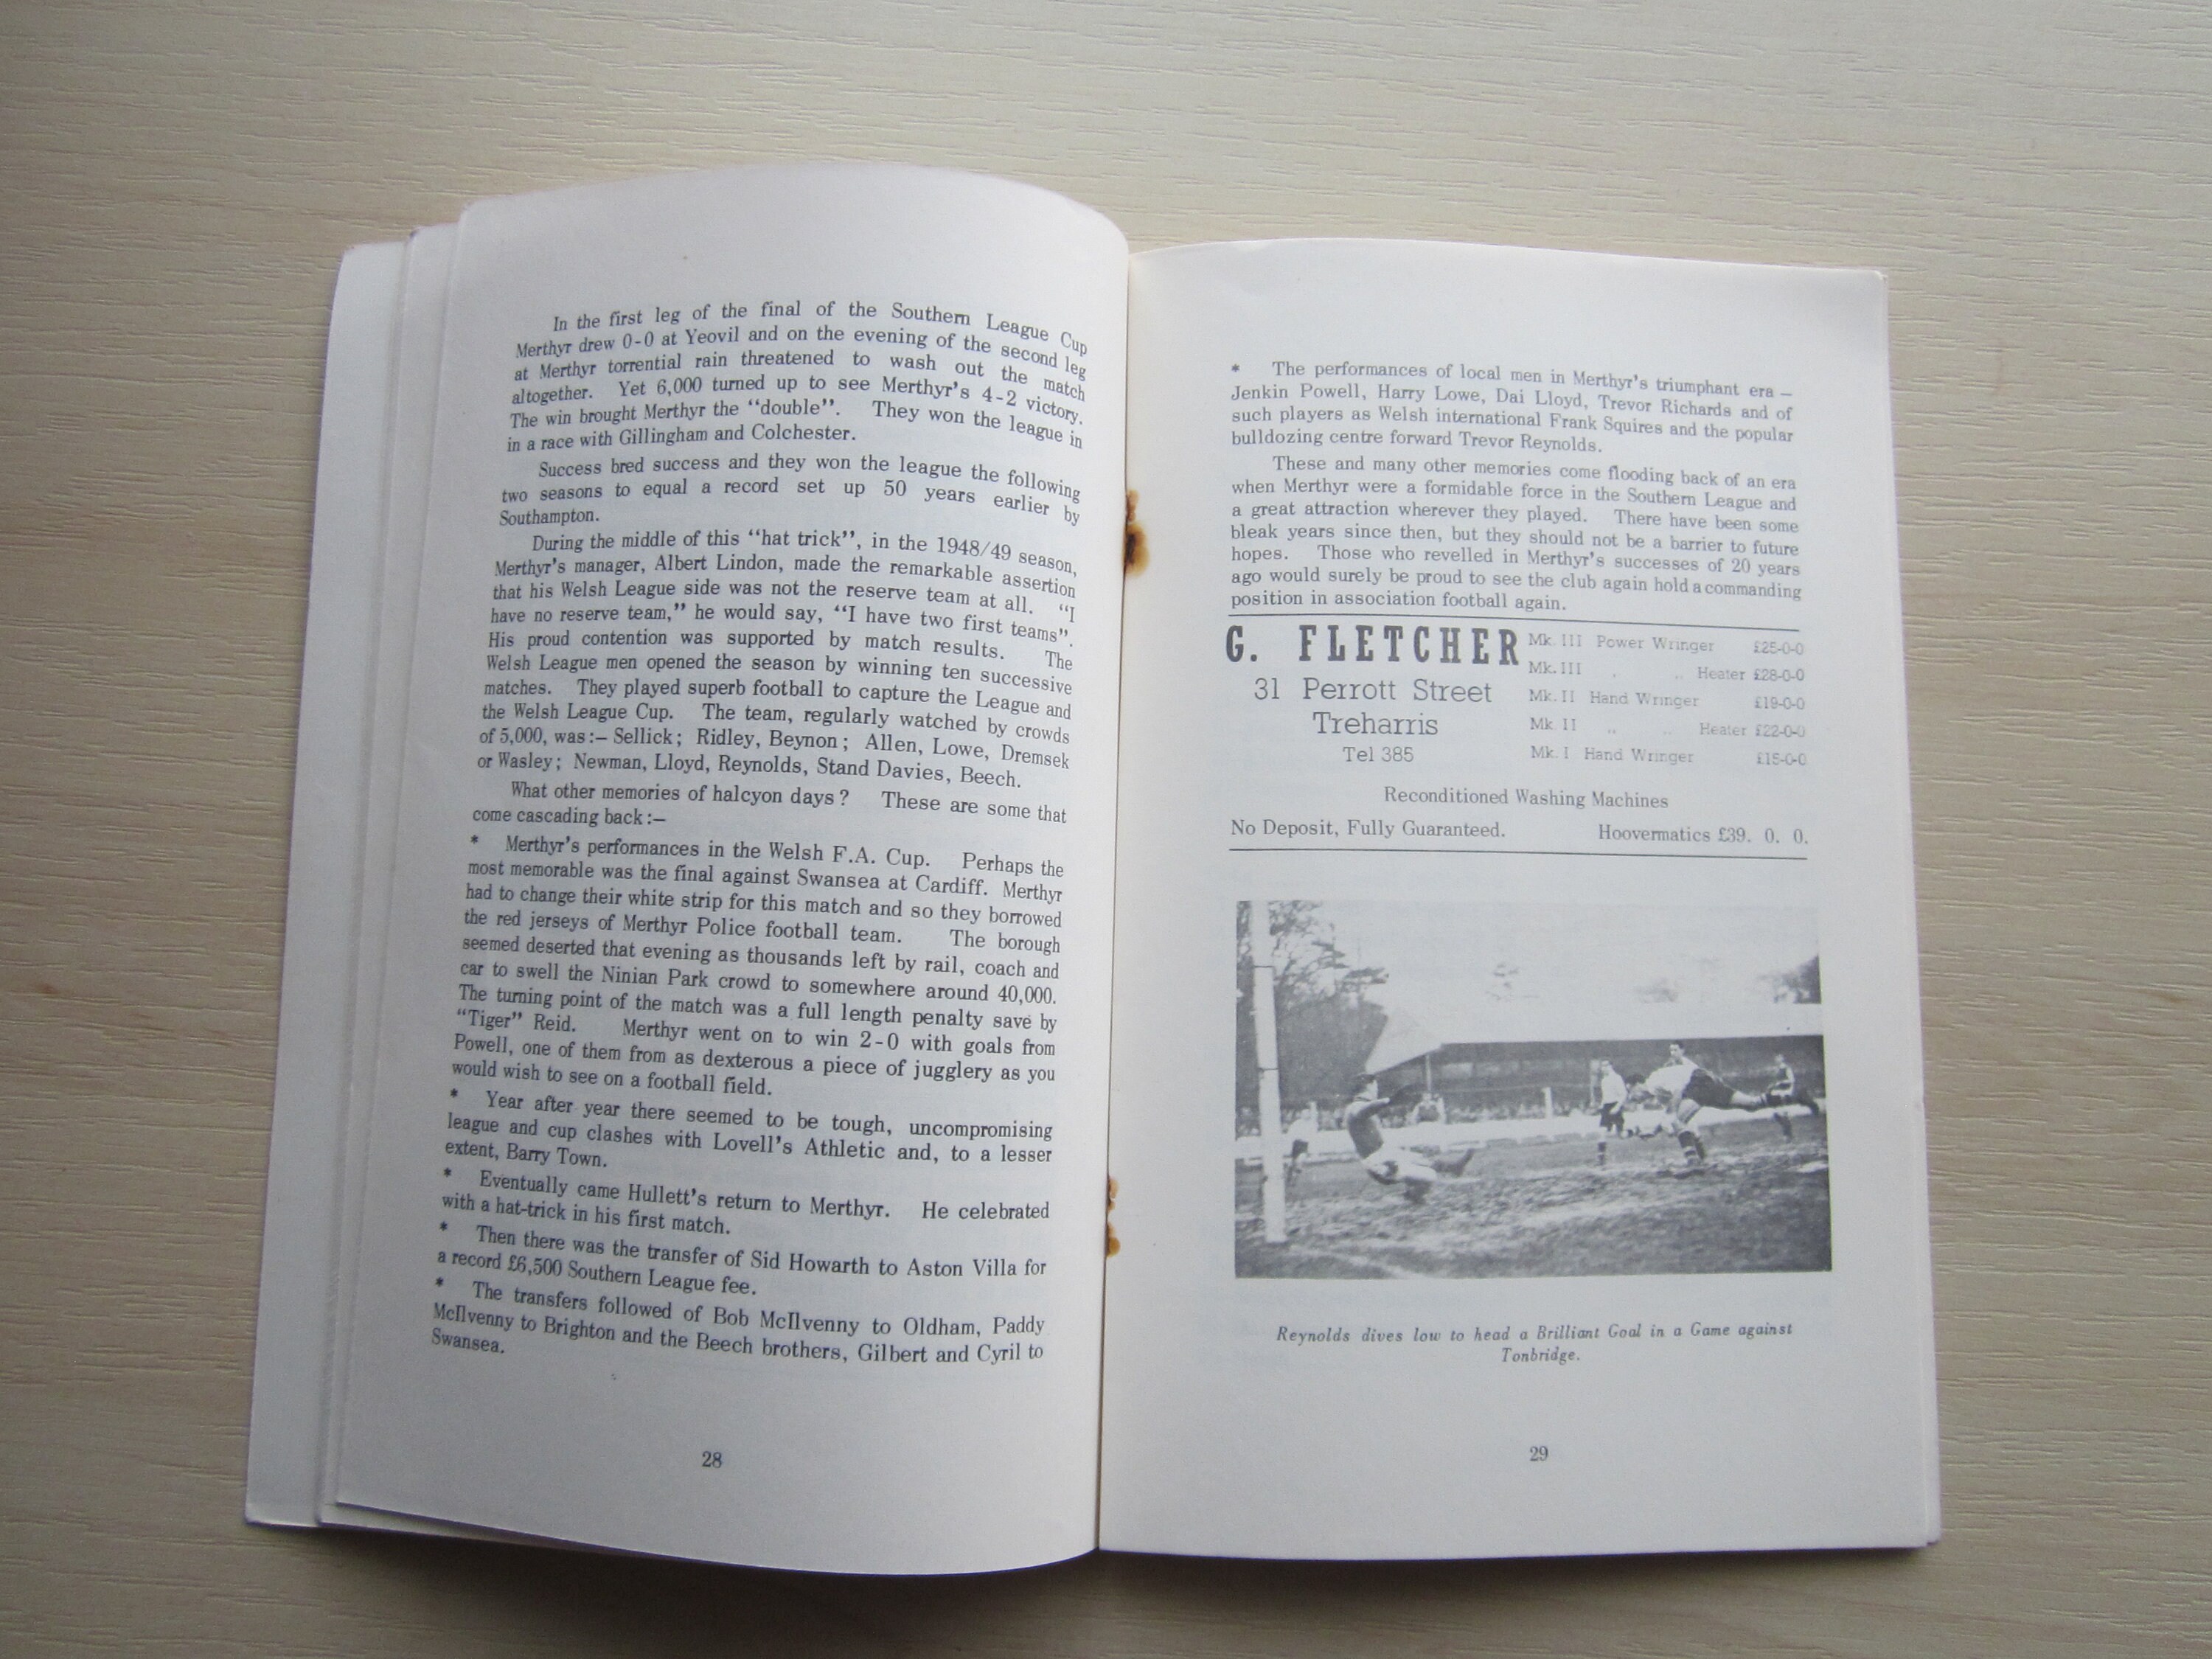 In the first leg of the final of the Southern League Cup
Merthyr drew 0-0 at Yeovil and on the evening of the second leg
at Merthyr torrential rain threatened to wash out the match
altogether. Yet 6,000 turned up to see Merthyr's 4-2 victory.
The win brought Merthyr the "double". They won the league in
in a race with Gillingham and Colchester.
Success bred success and they won the league the following
two seasons to equal a record set up 50 years earlier by
Southampton.
During the middle of this "hat trick", in the 1948/49 season,
Merthyr's manager, Albert Lindon, made the remarkable assertion
that his Welsh League side was not the reserve team at all. "I
have no reserve team," he would say, "I have two first teams".
His proud contention was supported by match results. The
Welsh League men opened the season by winning ten successive
matches. They played superb football to capture the League and
the Welsh League Cup. The team, regularly watched by crowds
of 5,000, was:- Sellick; Ridley, Beynon; Allen, Lowe, Dremsek
or Wasley; Newman, Lloyd, Reynolds, Stand Davies, Beech.
What other memories of halcyon days? These are some that
come cascading back:-
* Merthyr's performances in the Welsh F.A. Cup. Perhaps the
most memorable was the final against Swansea at Cardiff. Merthyr
had to change their white strip for this match and so they borrowed
the red jerseys of Merthyr Police football team. The borough
seemed deserted that evening as thousands left by rail, coach and
car to swell the Ninian Park crowd to somewhere around 40,000.
The turning point of the match was a full length penalty save by
"Tiger" Reid. Merthyr went on to win 2-0 with goals from
Powell, one of them from as dexterous a piece of jugglery as you
would wish to see on a football field.
* Year after year there seemed to be tough, uncompromising
league and cup clashes with Lovell's Athletic and, to a lesser
extent, Barry Town.
* Eventually came Hullett's return to Merthyr. He celebrated
with a hat-trick in his first match.
* Then there was the transfer of Sid Howarth to Aston Villa for
a record £6,500 Southern League fee.
* The transfers followed of Bob McIlvenny to Oldham, Paddy
McIlvenny to Brighton and the Beech brothers, Gilbert and Cyril to
Swansea.
28
* The performances of local men in Merthyr's triumphant era –
Jenkin Powell, Harry Lowe, Dai Lloyd, Trevor Richards and of
such players as Welsh international Frank Squires and the popular
bulldozing centre forward Trevor Reynolds.
These and many other memories come flooding back of an era
when Merthyr were a formidable force in the Southern League and
a great attraction wherever they played. There have been some
bleak years since then, but they should not be a barrier to future
hopes. Those who revelled in Merthyr's successes of 20 years
ago would surely be proud to see the club again hold a commanding
position in association football again.
G. FLETCHER
31 Perrott Street
Treharris
Tel 385
Mk. III Power Wringer £25-0-0
Mk. III " " Heater £28-0-0
Mk. II Hand Wringer £19-0-0
Mk. II " " Heater £22-0-0
Mk. I Hand Wringer £15-0-0
Reconditioned Washing Machines
No Deposit, Fully Guaranteed. Hoovermatics £39. 0. 0.
Reynolds dives low to head a Brilliant Goal in a Game against
Tonbridge.
29